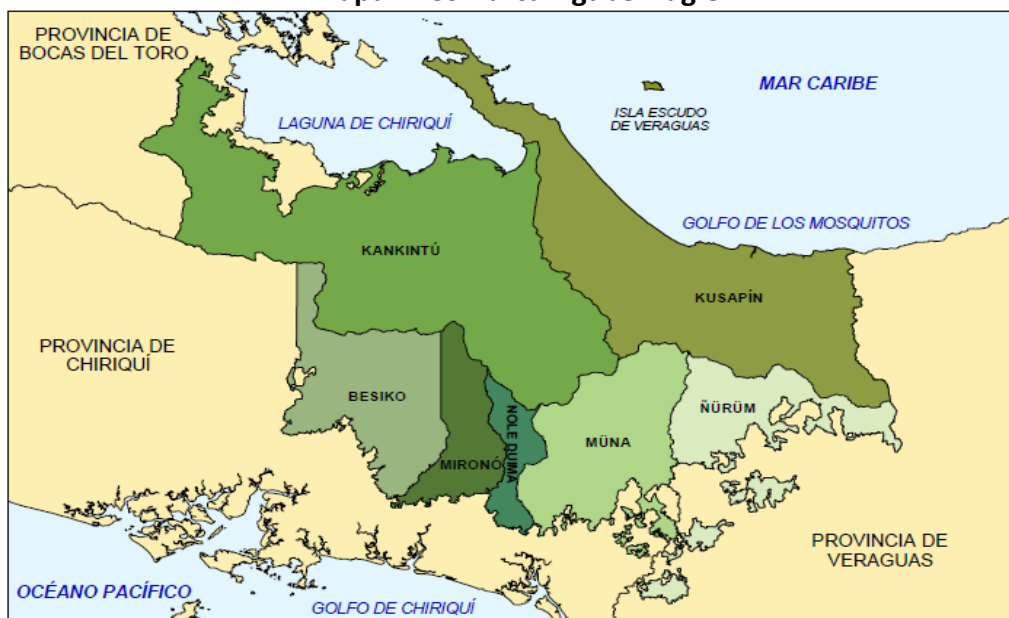 PROVINCIA DE
BOCAS DEL TORO
MAR CARIBE
ISLA ESCUDO
DE VERAGUAS
LAGUNA DE CHIRIQUÍ
GOLFO DE LOS MOSQUITOS
KANKINTÚ
KUSAPÍN
PROVINCIA DE
CHIRIQUÍ
BESIKO
ÑÜRÜM
NOLE DUIMA
MÜNA
MIRONÓ
PROVINCIA DE
VERAGUAS
OCÉANO PACÍFICO
GOLFO DE CHIRIQUÍ